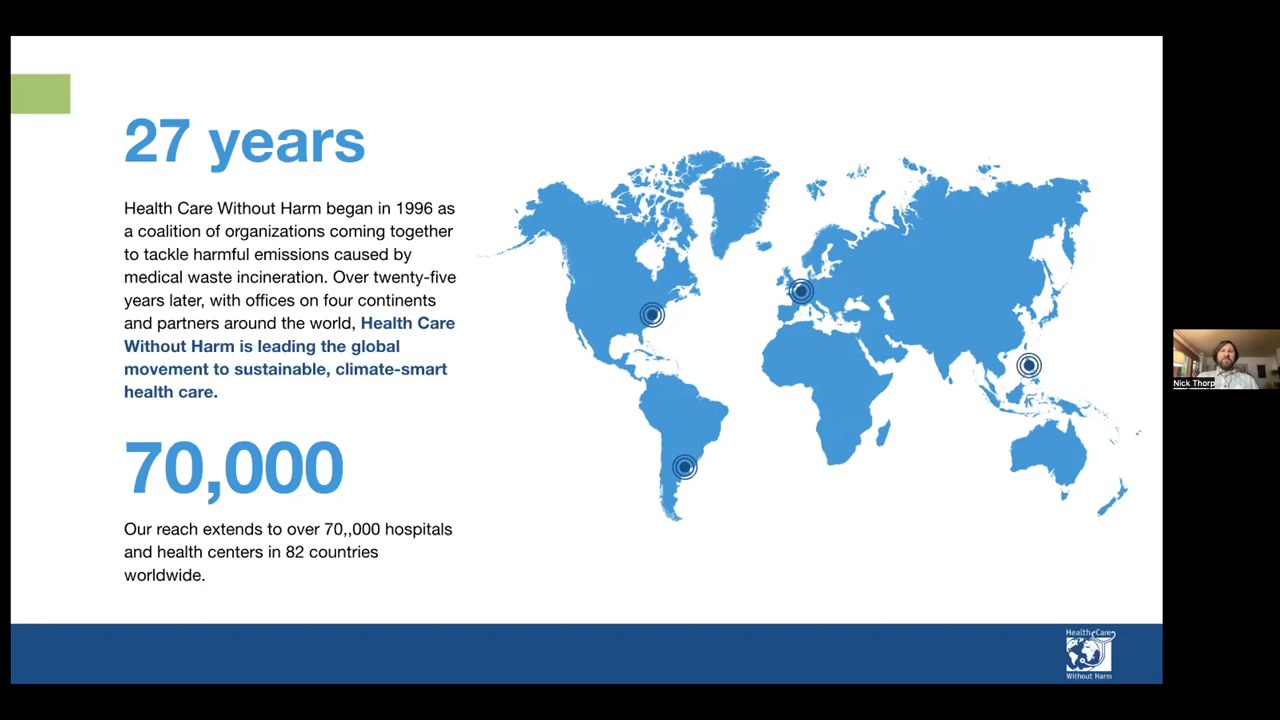 27 years
Health Care Without Harm began in 1996 as
a coalition of organizations coming together
to tackle harmful emissions caused by
medical waste incineration. Over twenty-five
years later, with offices on four continents
and partners around the world, Health Care
Without Harm is leading the global
movement to sustainable, climate-smart
health care.
70,000
Our reach extends to over 70,,000 hospitals
and health centers in 82 countries
worldwide.
Health Care
Without Harm
Nick Thorp